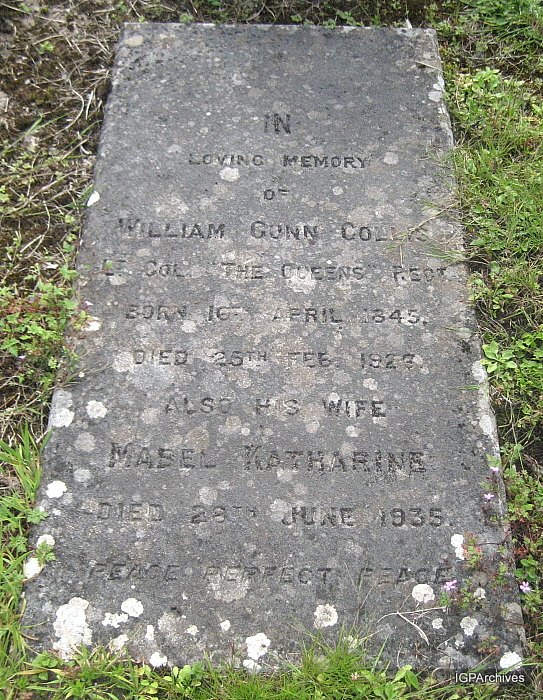 IN
LOVING MEMORY
OF
WILLIAM GUNN COLLIS
LT COL "THE QUEENS" REGT
BORN 16TH APRIL 1845.
DIED 25TH FEB.
ALSO HIS WIFE
MABEL KATHARINE
DIED 28TH JUNE 1935.
PEACE PERFECT PEACE
IGPArchives